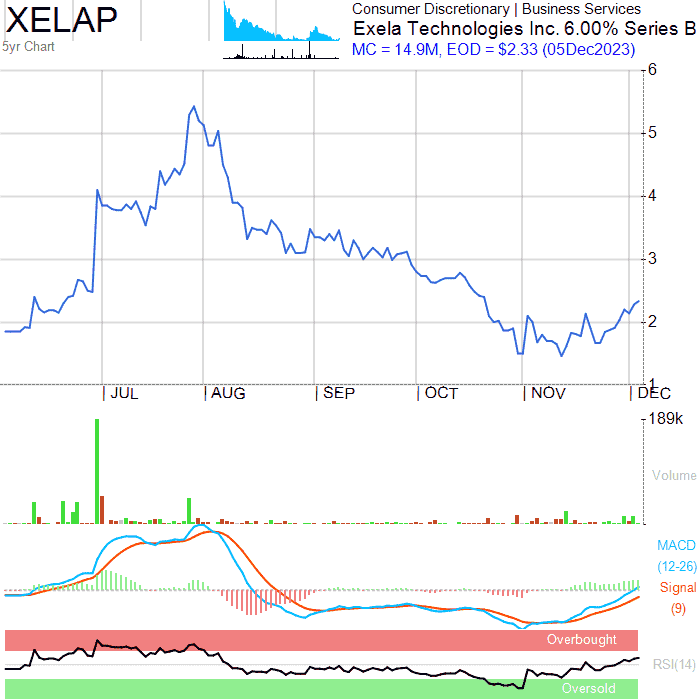 XELAP
5yr Chart
Consumer Discretionary | Business Services
Exela Technologies Inc. 6.00% Series B
MC = 14.9M, EOD = $2.33 (05Dec2023)
6
5
4
3
2
1
JUL AUG SEP OCT NOV DEC
189k
Volume
MACD
(12-26)
Signal
(9)
Overbought
RSI(14)
Oversold